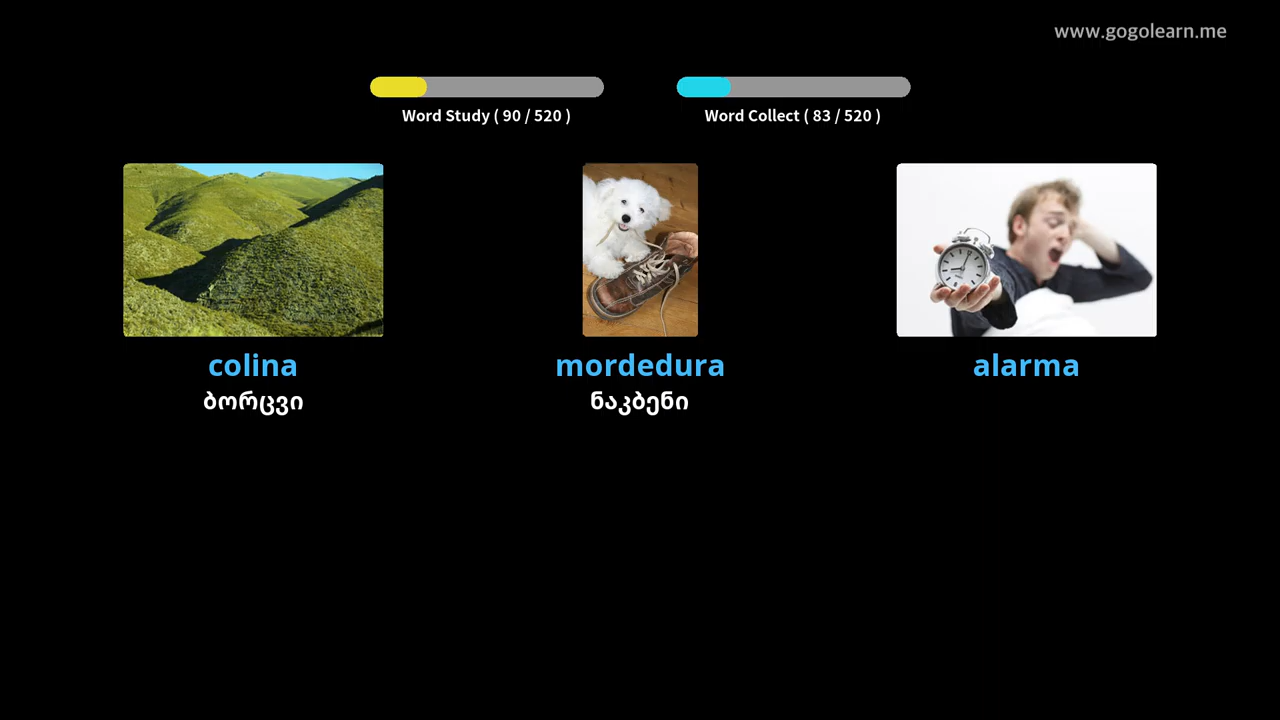 www.gogolearn.me
Word Study ( 90 / 520 )
Word Collect ( 83 / 520 )
colina
ბორცვი
mordedura
ნაკბენი
alarma